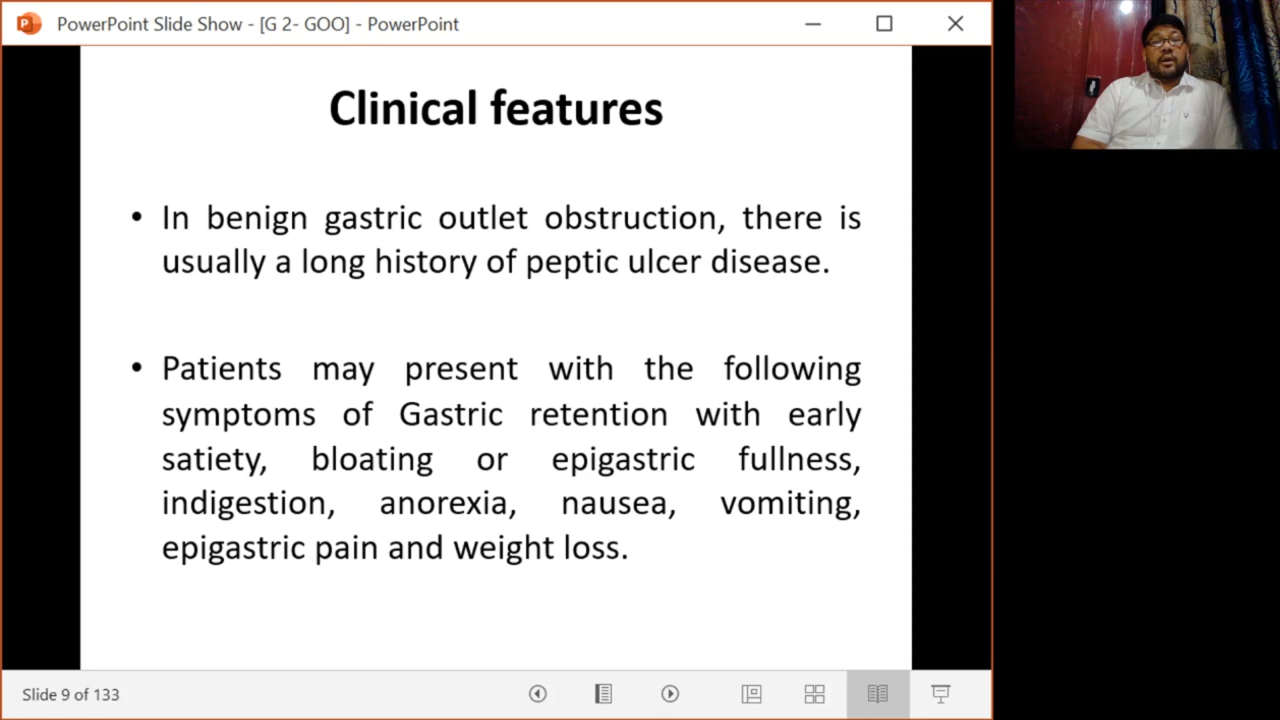 PowerPoint Slide Show - [G 2- GOO] - PowerPoint
Clinical features
• In benign gastric outlet obstruction, there is
usually a long history of peptic ulcer disease.
• Patients may present with the following
symptoms of Gastric retention with early
satiety, bloating or epigastric fullness,
indigestion, anorexia, nausea, vomiting,
epigastric pain and weight loss.
Slide 9 of 133